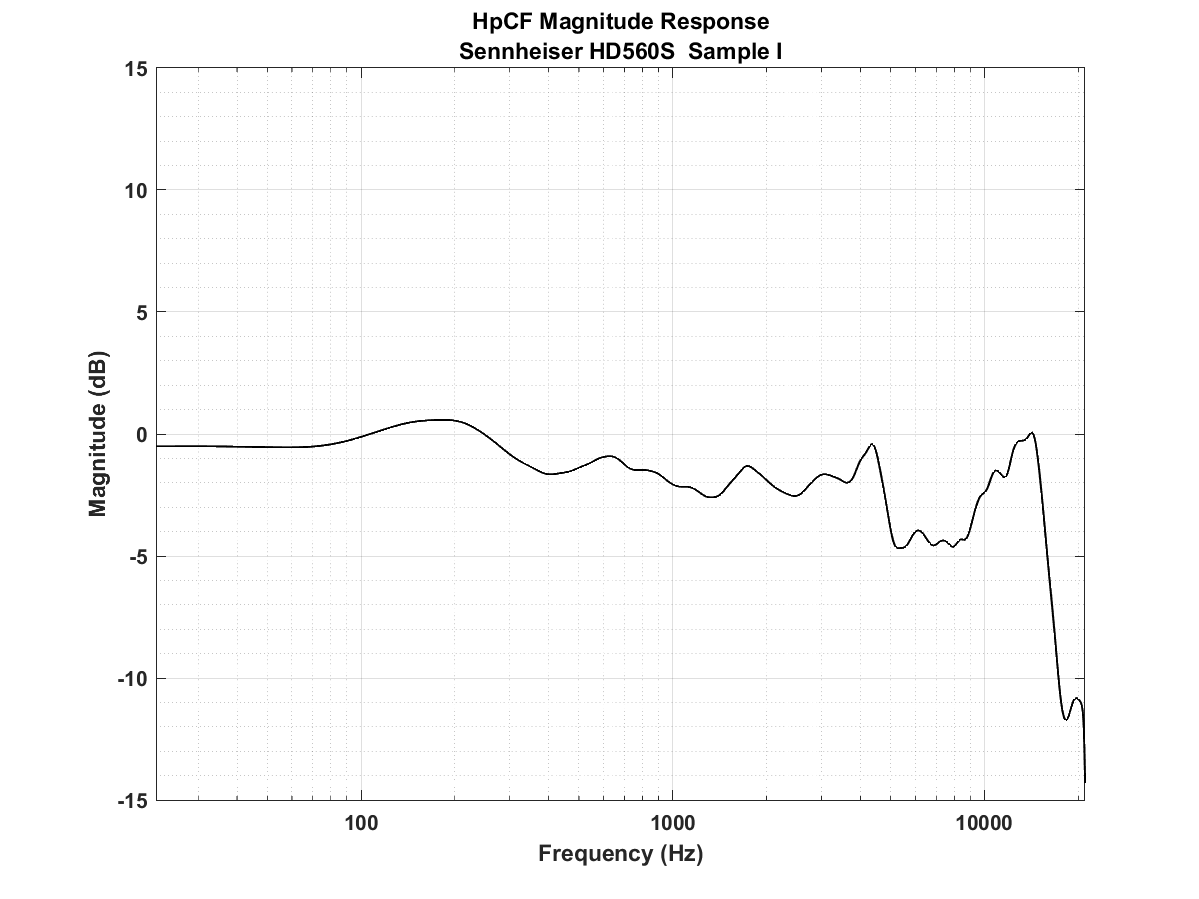 HpCF Magnitude Response
Sennheiser HD560S  Sample I
15
10
5
0
-5
-10
-15
Magnitude (dB)
100
1000
10000
Frequency (Hz)